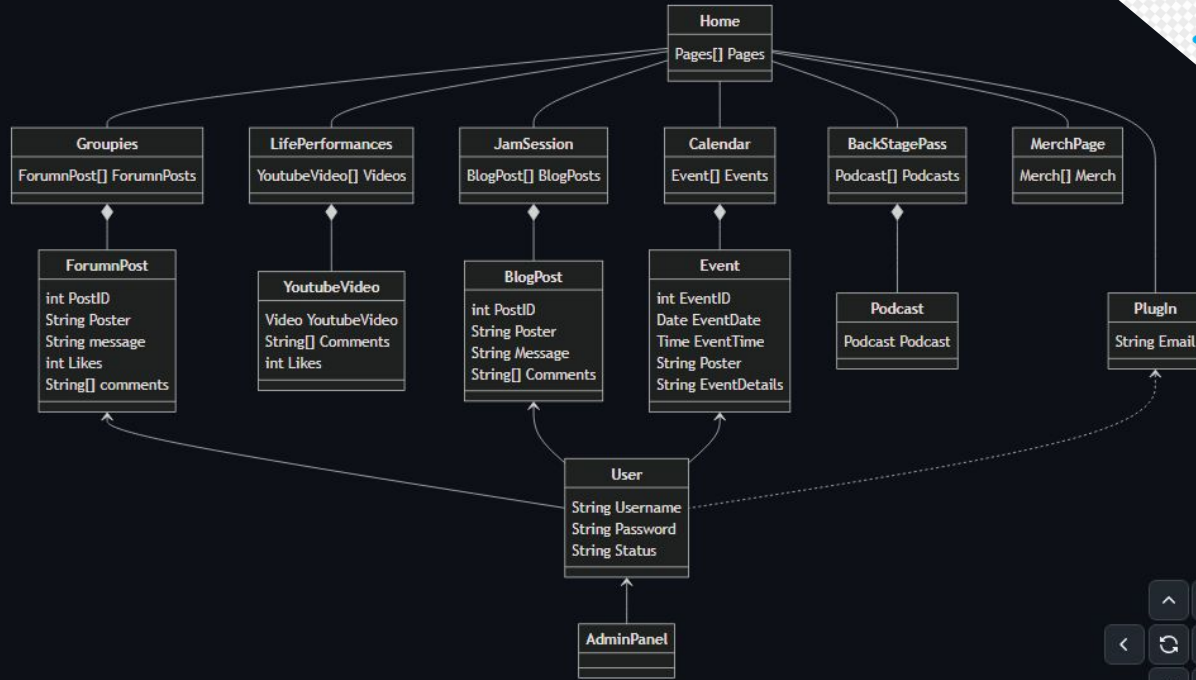 Home
Pages[] Pages
Groupies
ForumnPost[] ForumnPosts
LifePerformances
YoutubeVideo[] Videos
JamSession
BlogPost[] BlogPosts
Calendar
Event[] Events
BackStagePass
Podcast[] Podcasts
MerchPage
Merch[] Merch
ForumnPost
int PostID
String Poster
String message
int Likes
String[] comments
YoutubeVideo
Video YoutubeVideo
String[] Comments
int Likes
BlogPost
int PostID
String Poster
String Message
String[] Comments
Event
int EventID
Date EventDate
Time EventTime
String Poster
String EventDetails
Podcast
Podcast Podcast
PlugIn
String Email
User
String Username
String Password
String Status
AdminPanel